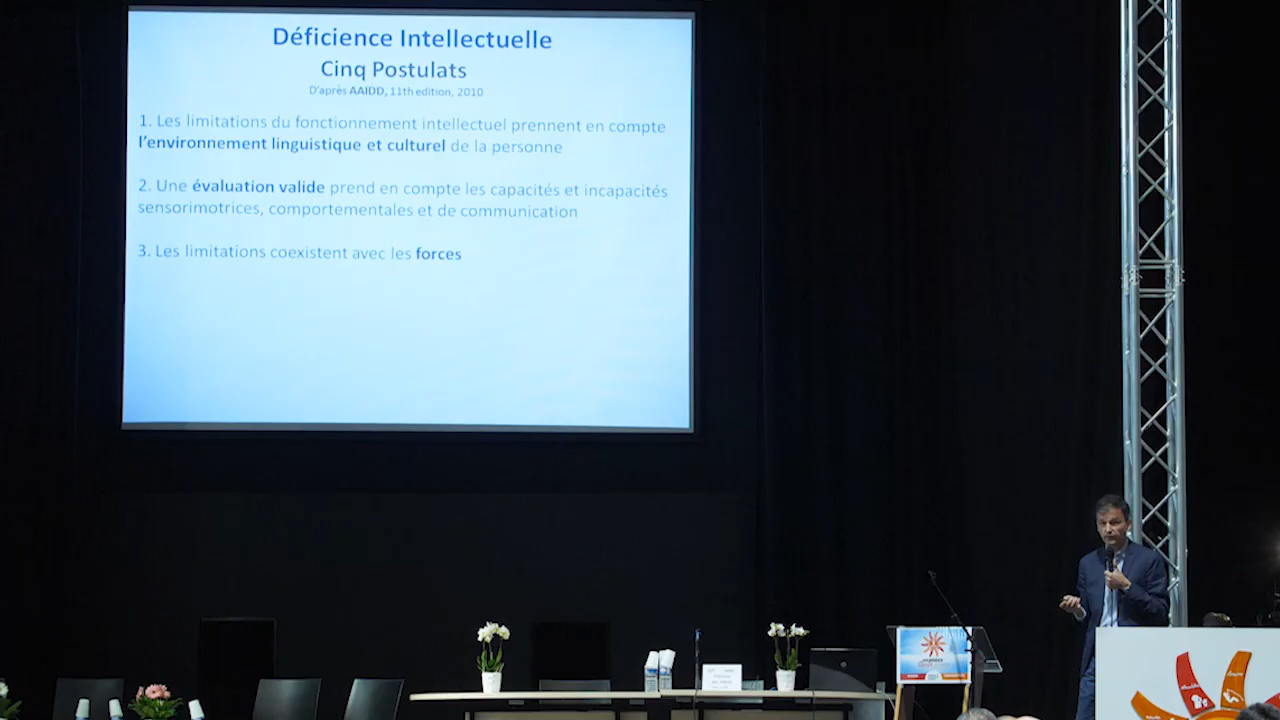 Déficience Intellectuelle
Cinq Postulats
D'après AAIDD, 11th edition, 2010
1. Les limitations du fonctionnement intellectuel prennent en compte
l'environnement linguistique et culturel de la personne
2. Une évaluation valide prend en compte les capacités et incapacités
sensorimotrices, comportementales et de communication
3. Les limitations coexistent avec les forces